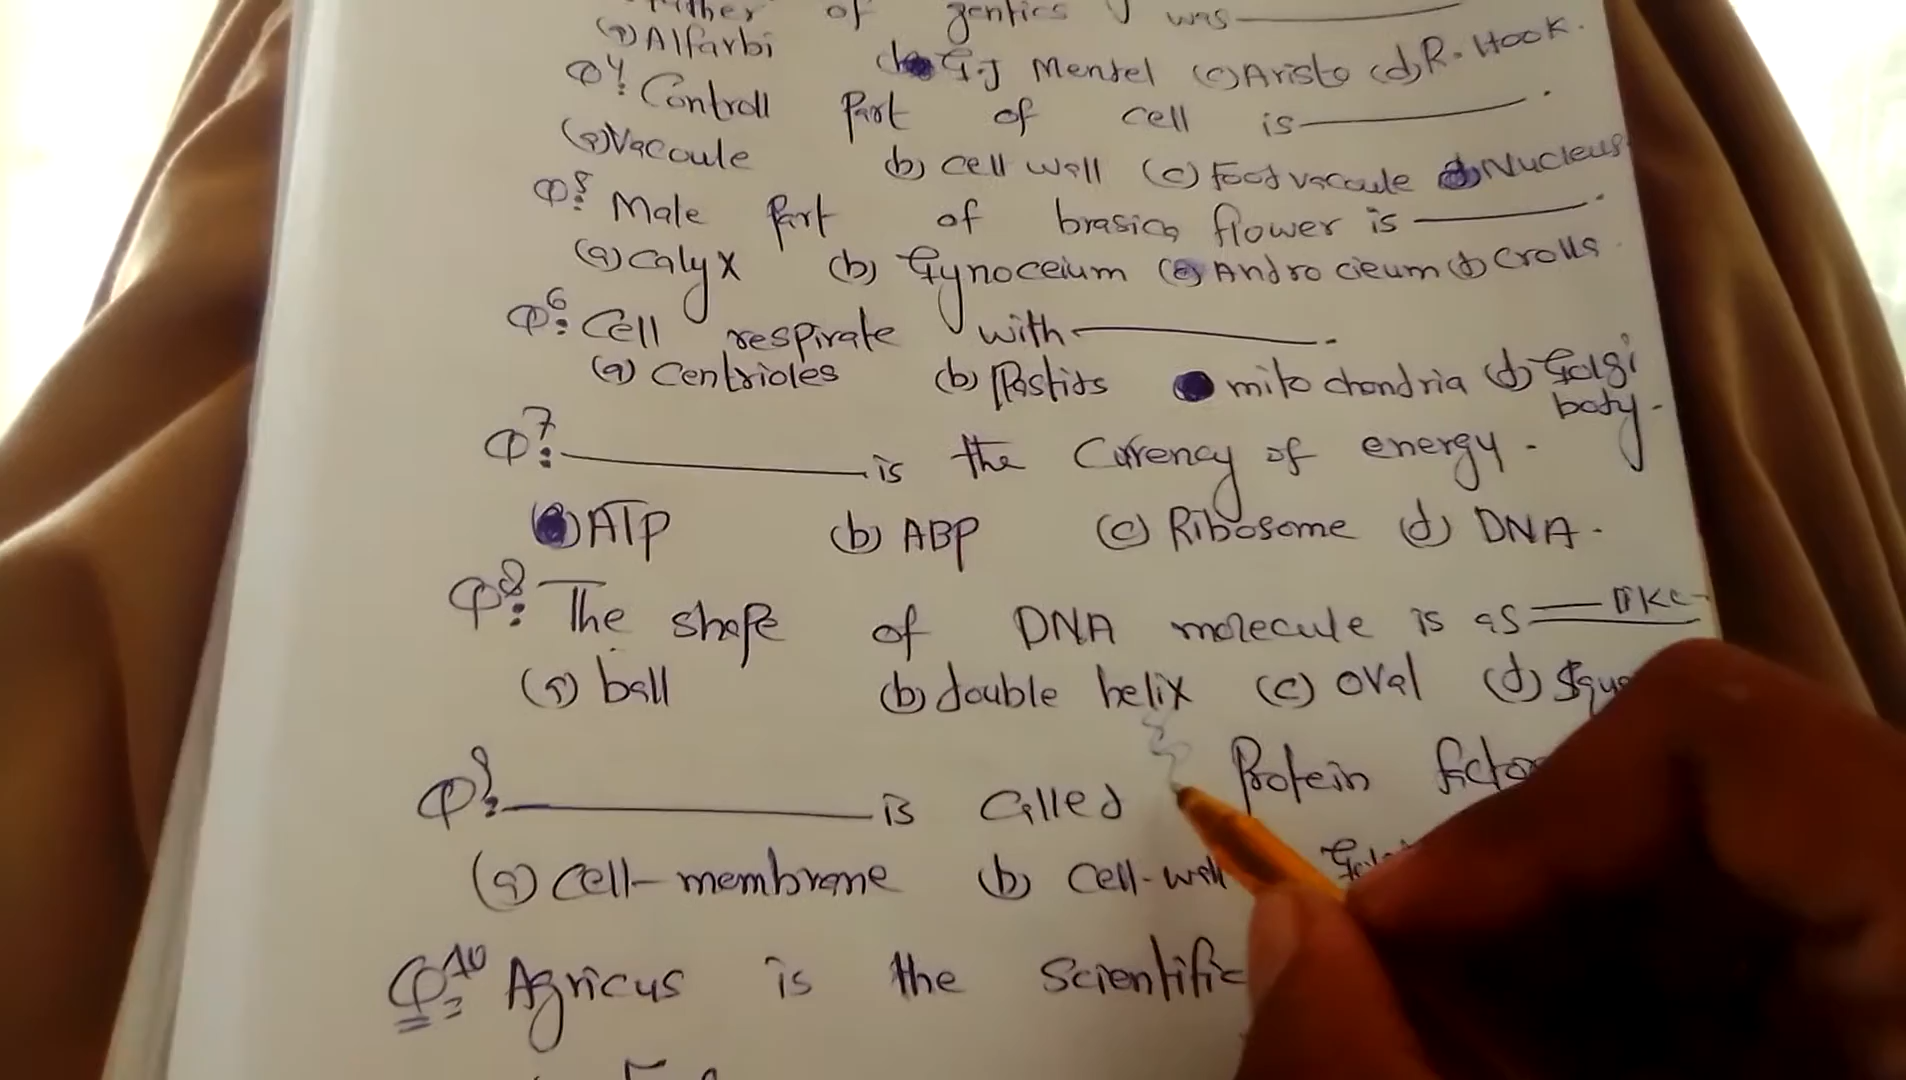 of gentics was
(a) Alfarbi (b) G.J Mendel (c) Aristo (d) R. Hook.
Q4: Controll Part of cell is ———.
(a) Vacoule (b) cell wall (c) Food vacoule (d) Nucleus
Q5: Male Part of brasica flower is ———.
(a) Calyx (b) Gynoceium (c) Andro cieum (d) Crolla.
Q6: Cell respirate with ———.
(a) Centrioles (b) Plastids mitochondria (d) Golgi body.
Q7: ——— is the Currency of energy.
(a) ATP (b) ABP (c) Ribosome (d) DNA.
Q8: The shape of DNA molecule is as —— like
(a) ball (b) double helix (c) oval (d)
Q9: ——— is Called Protein
(a) Cell-membrane (b) Cell-wall
Q10: Agricus is the Scientific